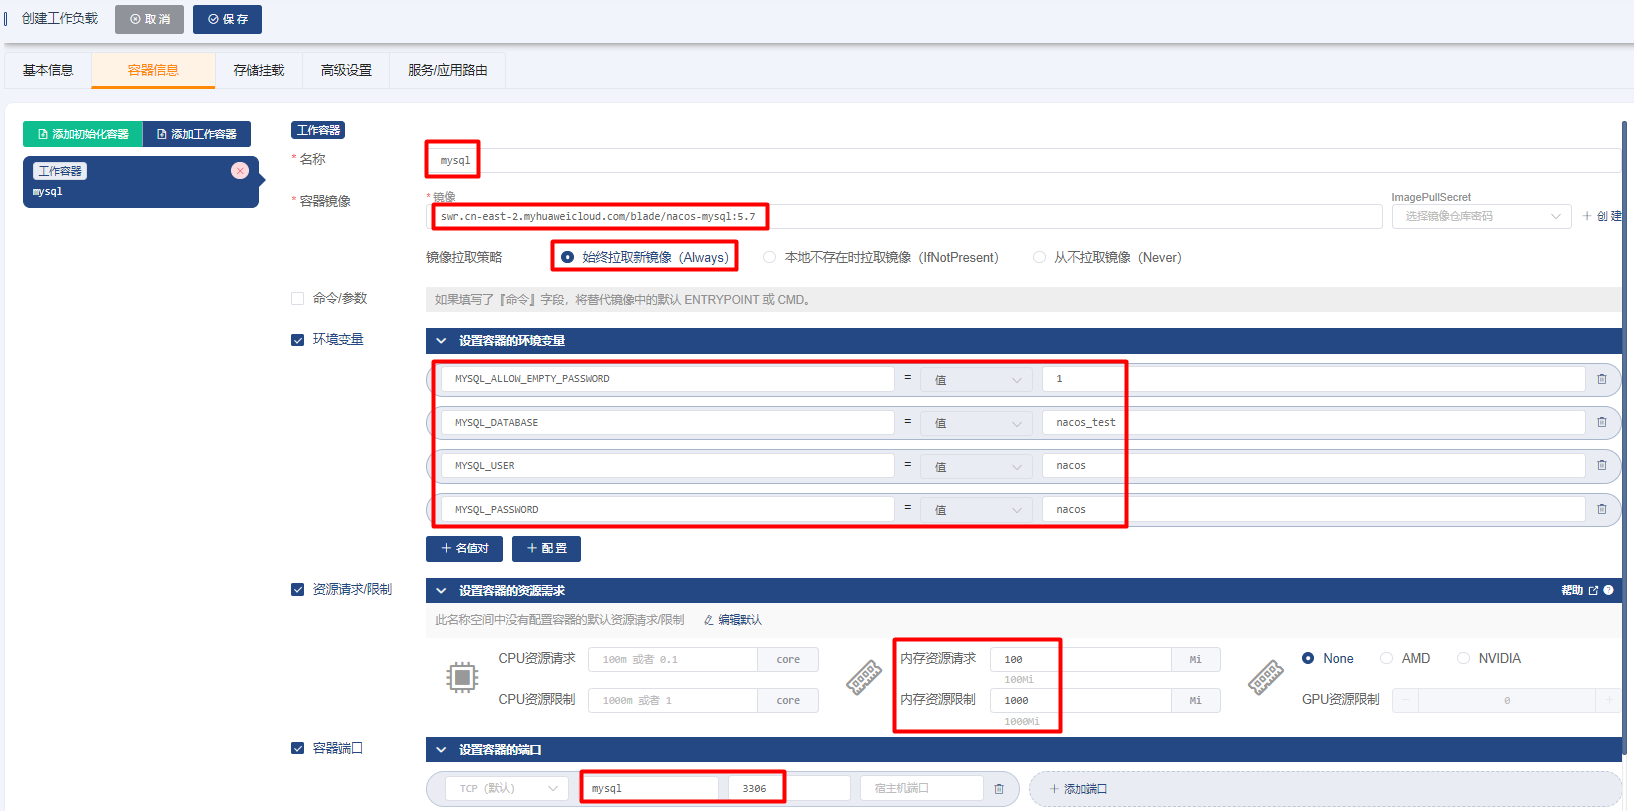 创建工作负载 取消 保存
基本信息 容器信息 存储挂载 高级设置 服务/应用路由
添加初始化容器 添加工作容器
工作容器
mysql
工作容器
* 名称 mysql
* 容器镜像
* 镜像 ImagePullSecret
swr.cn-east-2.myhuaweicloud.com/blade/nacos-mysql:5.7 选择镜像仓库密码 + 创建
镜像拉取策略 始终拉取新镜像（Always） 本地不存在时拉取镜像（IfNotPresent） 从不拉取镜像（Never）
命令/参数 如果填写了『命令』字段，将替代镜像中的默认 ENTRYPOINT 或 CMD。
环境变量 设置容器的环境变量
MYSQL_ALLOW_EMPTY_PASSWORD = 值 1
MYSQL_DATABASE = 值 nacos_test
MYSQL_USER = 值 nacos
MYSQL_PASSWORD = 值 nacos
+ 名值对 + 配置
资源请求/限制 设置容器的资源需求 帮助
此名称空间中没有配置容器的默认资源请求/限制 编辑默认
CPU资源请求 100m 或者 0.1 core 内存资源请求 100 Mi None AMD NVIDIA
100Mi
CPU资源限制 1000m 或者 1 core 内存资源限制 1000 Mi GPU资源限制 - 0 +
1000Mi
容器端口 设置容器的端口
TCP（默认） mysql 3306 宿主机端口 + 添加端口